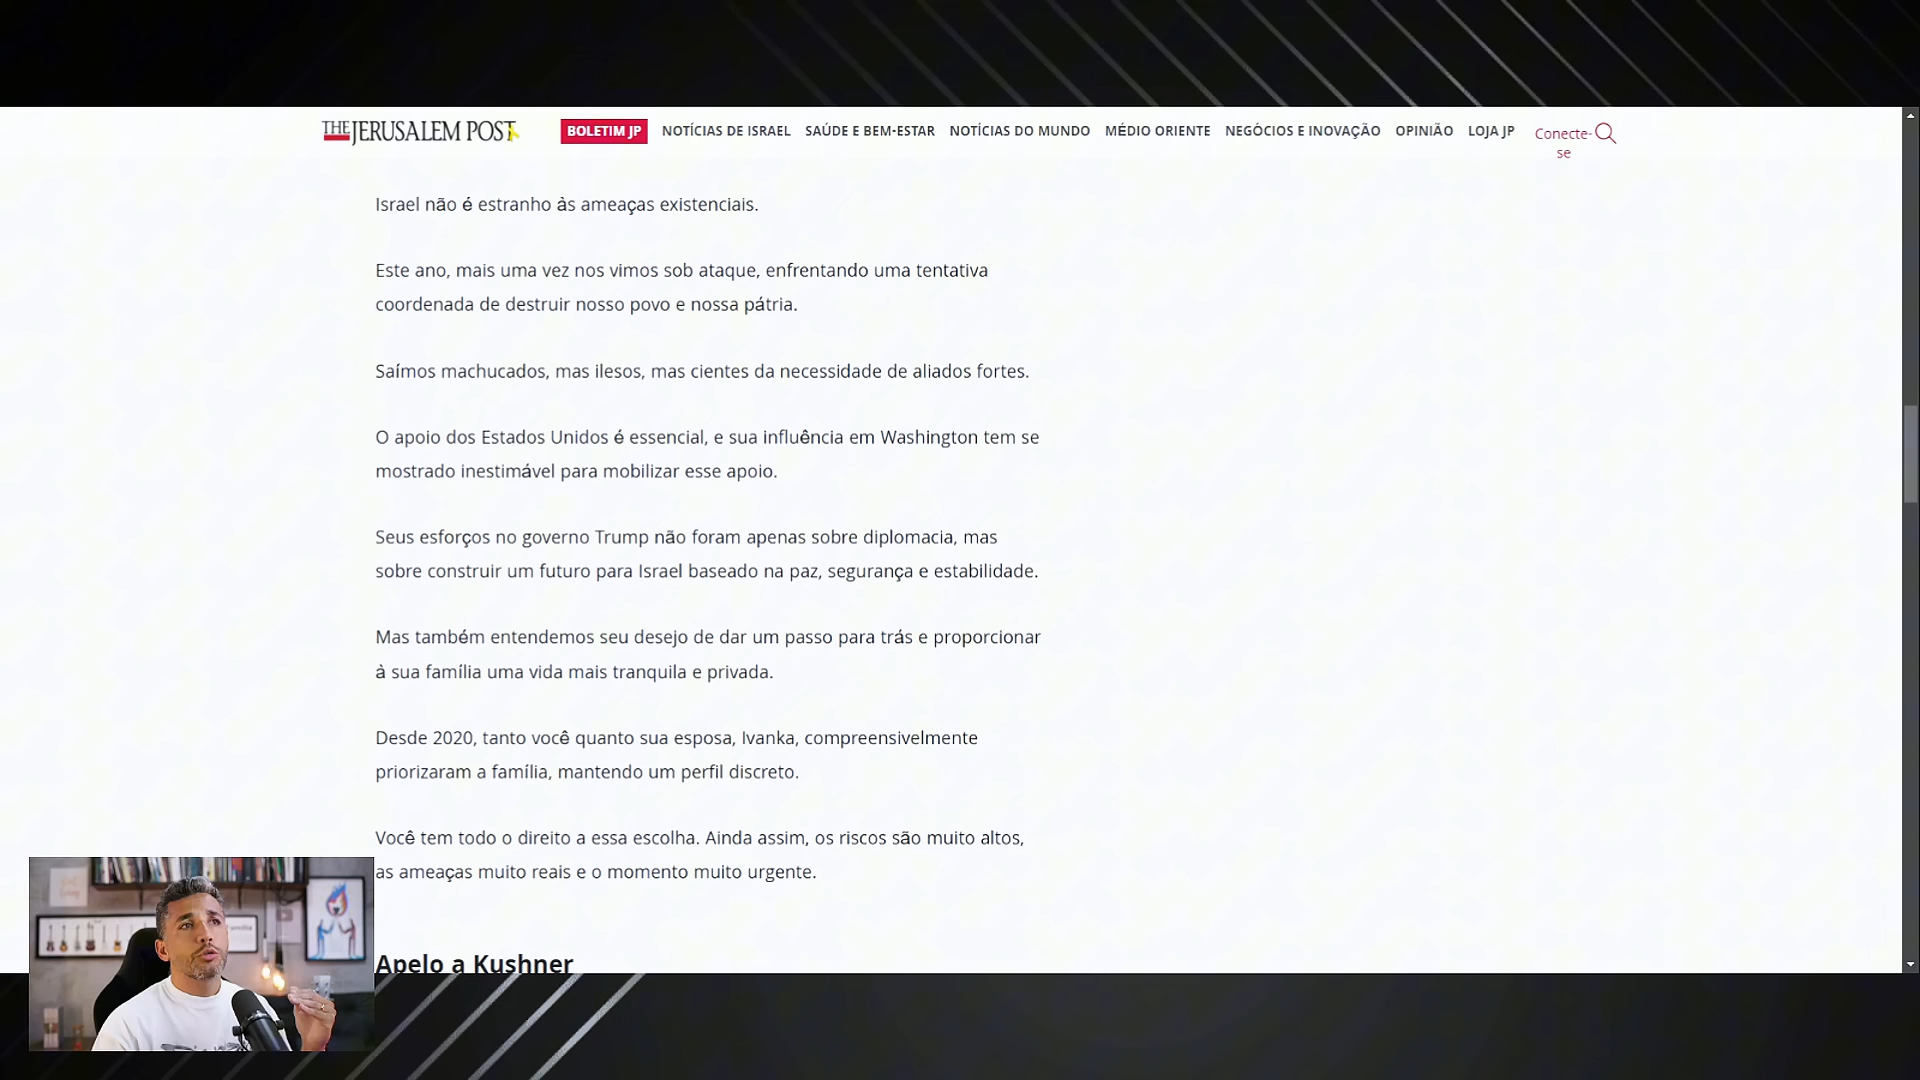 THE JERUSALEM POST
BOLETIM JP
NOTÍCIAS DE ISRAEL
SAÚDE E BEM-ESTAR
NOTÍCIAS DO MUNDO
MÉDIO ORIENTE
NEGÓCIOS E INOVAÇÃO
OPINIÃO
LOJA JP
Conecte-
se
Israel não é estranho às ameaças existenciais.
Este ano, mais uma vez nos vimos sob ataque, enfrentando uma tentativa
coordenada de destruir nosso povo e nossa pátria.
Saímos machucados, mas ilesos, mas cientes da necessidade de aliados fortes.
O apoio dos Estados Unidos é essencial, e sua influência em Washington tem se
mostrado inestimável para mobilizar esse apoio.
Seus esforços no governo Trump não foram apenas sobre diplomacia, mas
sobre construir um futuro para Israel baseado na paz, segurança e estabilidade.
Mas também entendemos seu desejo de dar um passo para trás e proporcionar
à sua família uma vida mais tranquila e privada.
Desde 2020, tanto você quanto sua esposa, Ivanka, compreensivelmente
priorizaram a família, mantendo um perfil discreto.
Você tem todo o direito a essa escolha. Ainda assim, os riscos são muito altos,
as ameaças muito reais e o momento muito urgente.
Apelo a Kushner